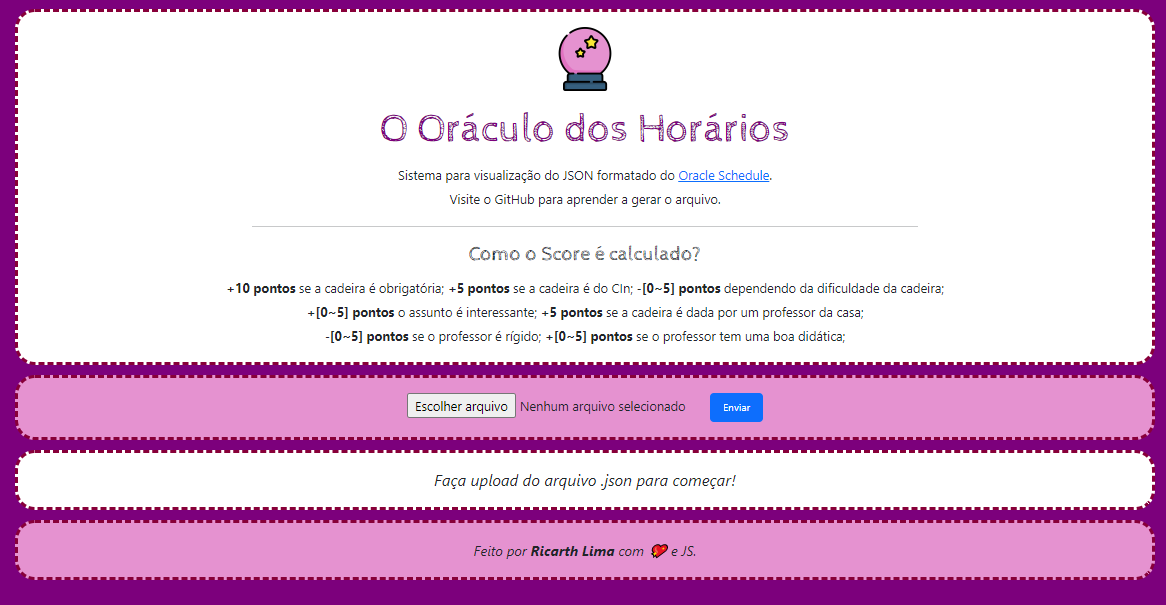 O Oráculo dos Horários
Sistema para visualização do JSON formatado do Oracle Schedule.
Visite o GitHub para aprender a gerar o arquivo.
Como o Score é calculado?
+10 pontos se a cadeira é obrigatória; +5 pontos se a cadeira é do CIn; -[0~5] pontos dependendo da dificuldade da cadeira;
+[0~5] pontos o assunto é interessante; +5 pontos se a cadeira é dada por um professor da casa;
-[0~5] pontos se o professor é rígido; +[0~5] pontos se o professor tem uma boa didática;
Escolher arquivo Nenhum arquivo selecionado Enviar
Faça upload do arquivo .json para começar!
Feito por Ricarth Lima com 💖 e JS.